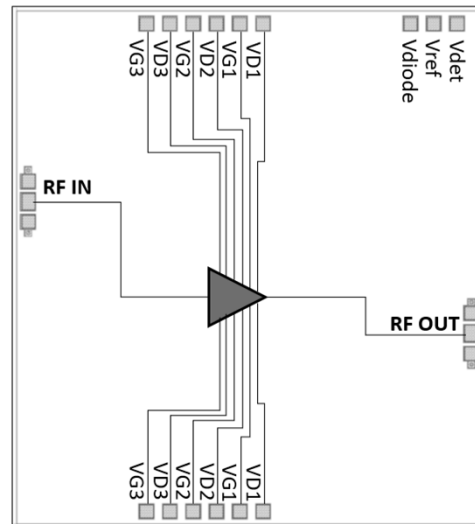 VG3
VD3
VG2
VD2
VG1
VD1
Vdiode
Vref
Vdet
RF IN
RF OUT
VG3
VD3
VG2
VD2
VG1
VD1